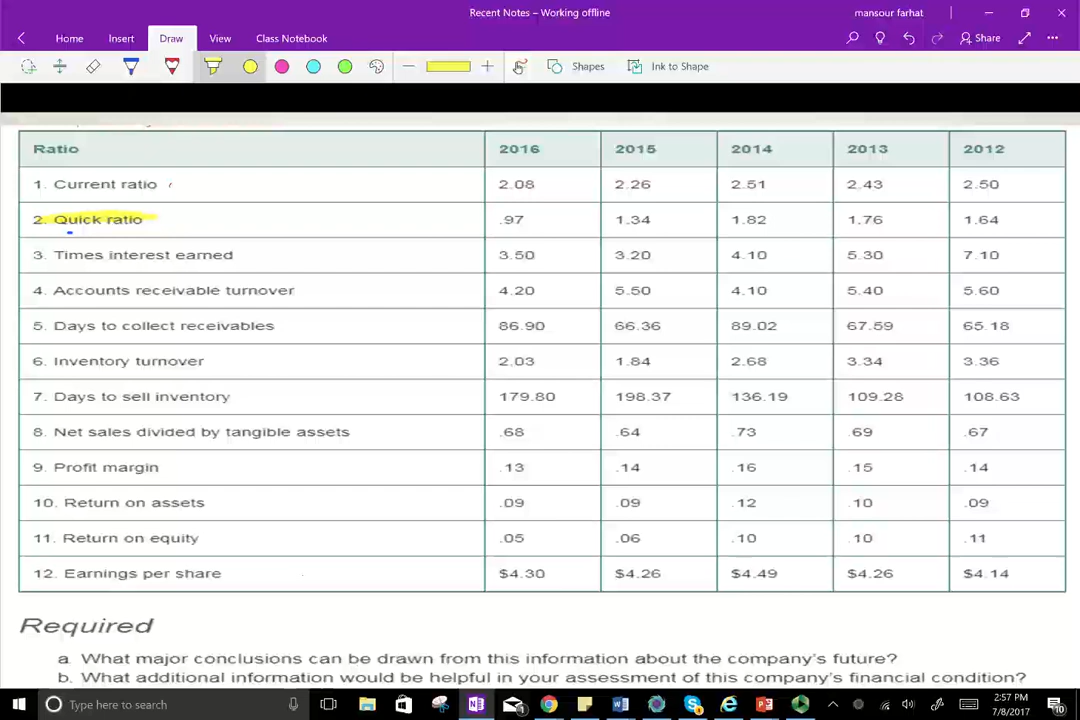 Recent Notes - Working offline
mansour farhat
Home Insert Draw View Class Notebook
Share
Shapes
Ink to Shape
Ratio 2016 2015 2014 2013 2012
1. Current ratio 2.08 2.26 2.51 2.43 2.50
2. Quick ratio .97 1.34 1.82 1.76 1.64
3. Times interest earned 3.50 3.20 4.10 5.30 7.10
4. Accounts receivable turnover 4.20 5.50 4.10 5.40 5.60
5. Days to collect receivables 86.90 66.36 89.02 67.59 65.18
6. Inventory turnover 2.03 1.84 2.68 3.34 3.36
7. Days to sell inventory 179.80 198.37 136.19 109.28 108.63
8. Net sales divided by tangible assets .68 .64 .73 .69 .67
9. Profit margin .13 .14 .16 .15 .14
10. Return on assets .09 .09 .12 .10 .09
11. Return on equity .05 .06 .10 .10 .11
12. Earnings per share $4.30 $4.26 $4.49 $4.26 $4.14
Required
a. What major conclusions can be drawn from this information about the company's future?
b. What additional information would be helpful in your assessment of this company's financial condition?
Type here to search
2:57 PM
7/8/2017